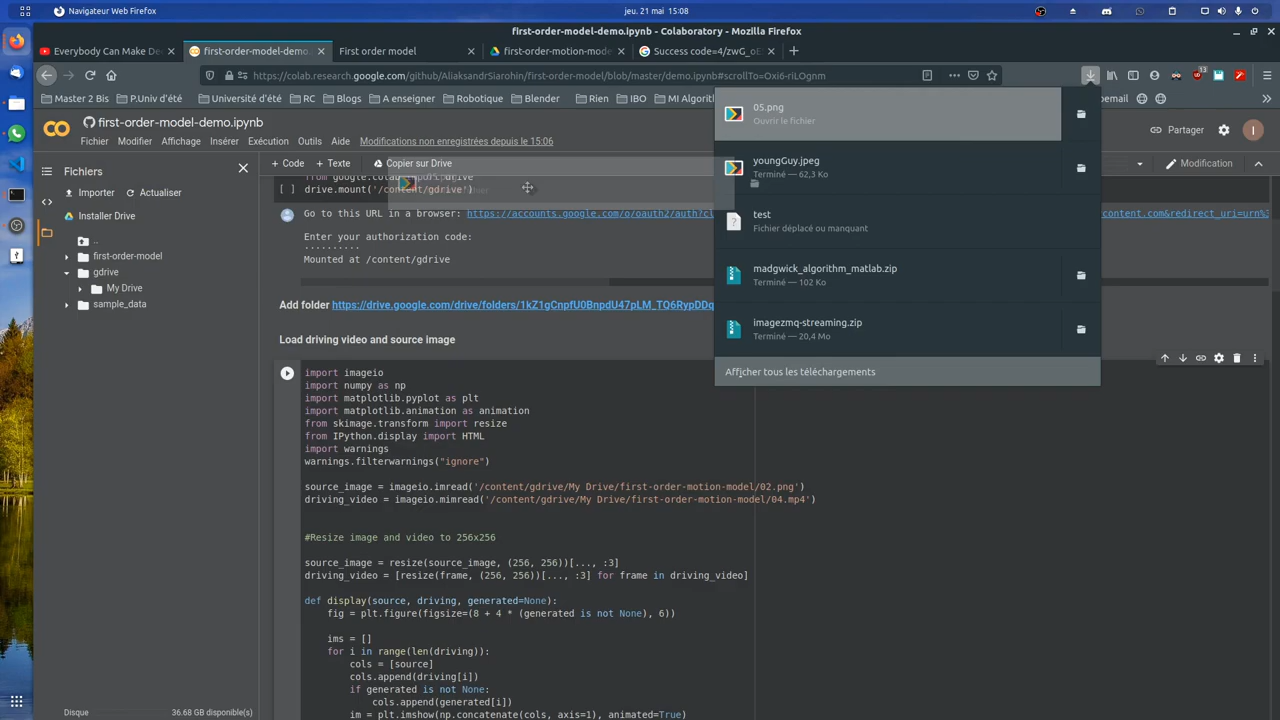 Navigateur Web Firefox
jeu. 21 mai 15:08
first-order-model-demo.ipynb - Colaboratory - Mozilla Firefox
Everybody Can Make De
first-order-model-demo.
First order model
first-order-motion-mode
Success code=4/zwG_oE
https://colab.research.google.com/github/AliaksandrSiarohin/first-order-model/blob/master/demo.ipynb#scrollTo=Oxi6-riLOgnm
Master 2 Bis
P.Univ d'été
Université d'été
RC
Blogs
A enseigner
Robotique
Blender
Rien
IBO
MI Algorith
email
first-order-model-demo.ipynb
Fichier
Modifier
Affichage
Insérer
Exécution
Outils
Aide
Modifications non enregistrées depuis 15:06
Partager
I
Fichiers
+ Code
+ Texte
Copier sur Drive
Modification
Importer
Actualiser
Installer Drive
..
first-order-model
gdrive
My Drive
sample_data
Disque
36.68 GB disponible(s)
drive.mount('/content/gdrive')
Go to this URL in a browser: https://accounts.google.com/o/oauth2/auth?cl
content.com&redirect_uri=urn%3
Enter your authorization code:
··········
Mounted at /content/gdrive
Add folder https://drive.google.com/drive/folders/1kZ1gCnpfU0BnpdU47pLM_TQ6RypDDq
Load driving video and source image
import imageio
import numpy as np
import matplotlib.pyplot as plt
import matplotlib.animation as animation
from skimage.transform import resize
from IPython.display import HTML
import warnings
warnings.filterwarnings("ignore")
source_image = imageio.imread('/content/gdrive/My Drive/first-order-motion-model/02.png')
driving_video = imageio.mimread('/content/gdrive/My Drive/first-order-motion-model/04.mp4')
#Resize image and video to 256x256
source_image = resize(source_image, (256, 256))[..., :3]
driving_video = [resize(frame, (256, 256))[..., :3] for frame in driving_video]
def display(source, driving, generated=None):
fig = plt.figure(figsize=(8 + 4 * (generated is not None), 6))
ims = []
for i in range(len(driving)):
cols = [source]
cols.append(driving[i])
if generated is not None:
cols.append(generated[i])
im = plt.imshow(np.concatenate(cols, axis=1), animated=True)
05.png
Ouvrir le fichier
youngGuy.jpeg
Terminé — 62,3 Ko
test
Fichier déplacé ou manquant
madgwick_algorithm_matlab.zip
Terminé — 102 Ko
imagezmq-streaming.zip
Terminé — 20,4 Mo
Afficher tous les téléchargements